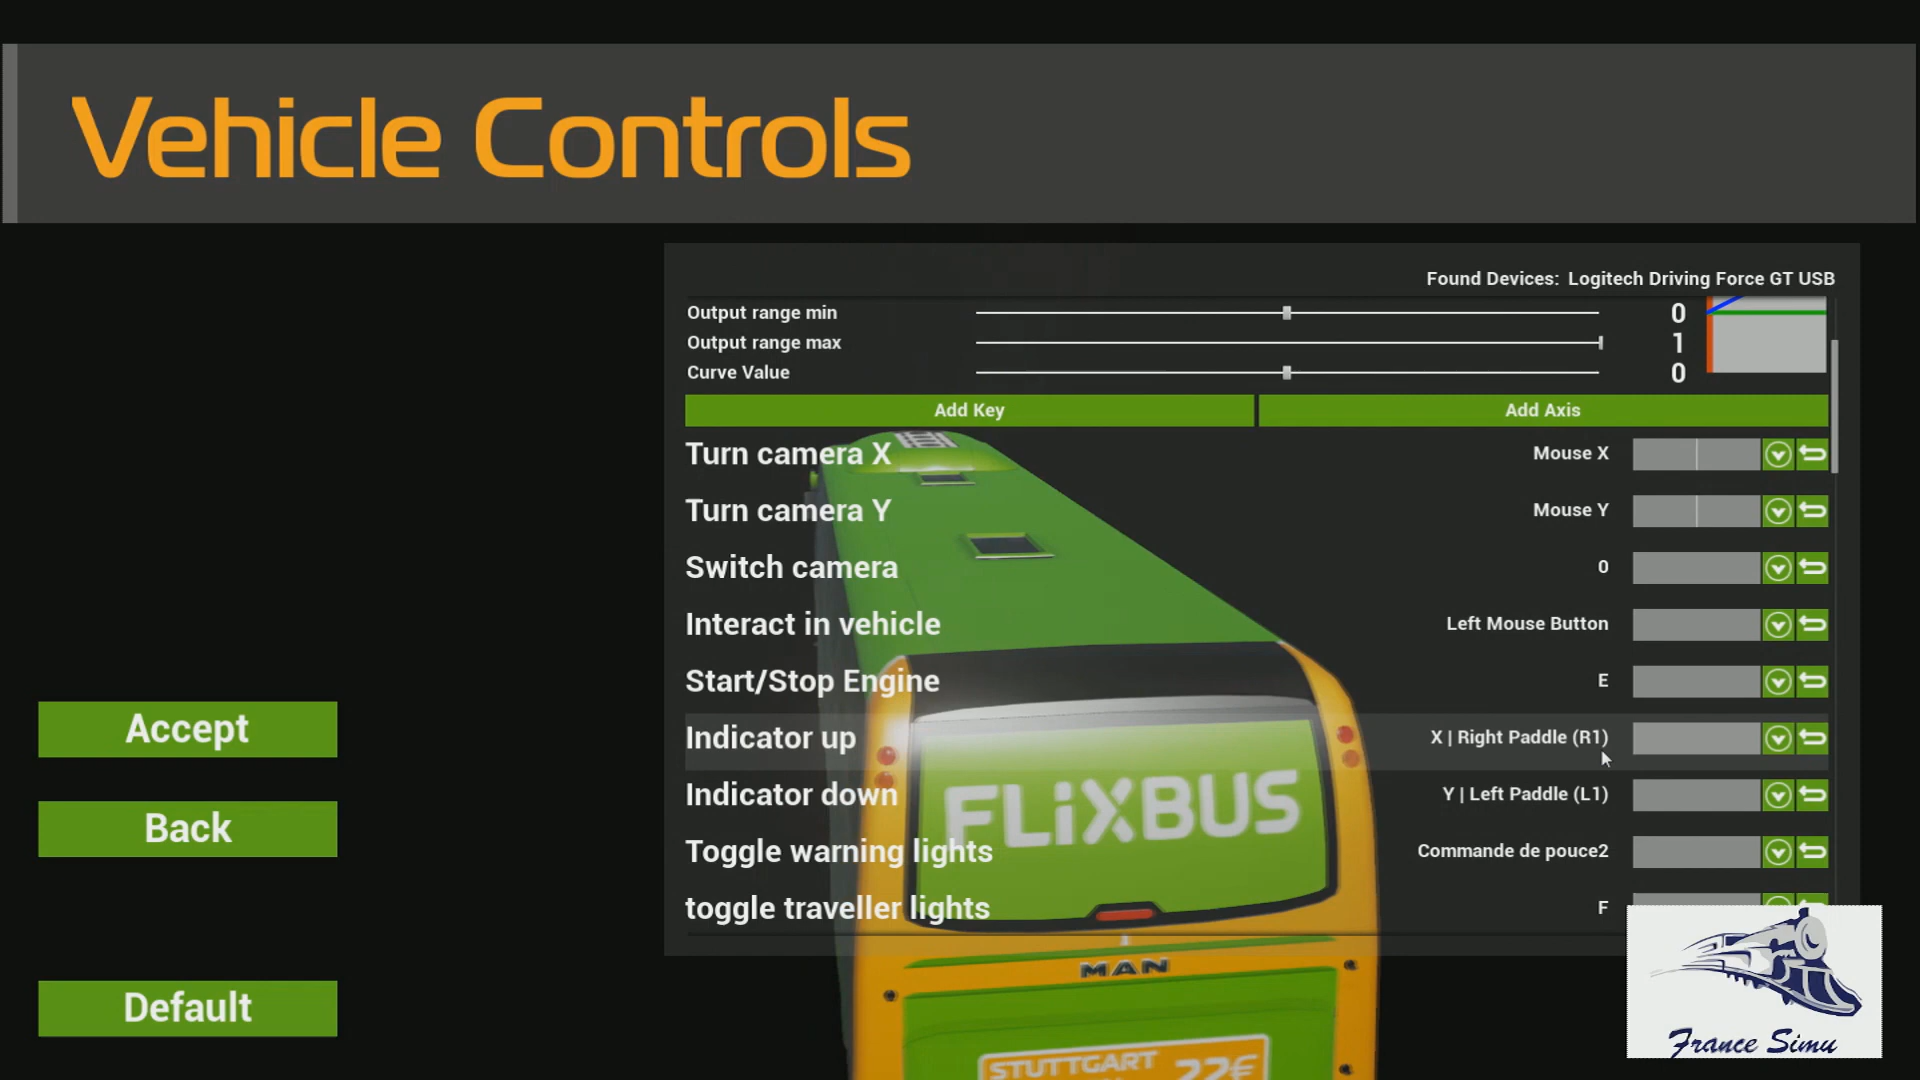 Vehicle Controls
Found Devices: Logitech Driving Force GT USB
Output range min 0
Output range max 1
Curve Value 0
Add Key Add Axis
Turn camera X Mouse X
Turn camera Y Mouse Y
Switch camera 0
Interact in vehicle Left Mouse Button
Start/Stop Engine E
Indicator up X | Right Paddle (R1)
Indicator down Y | Left Paddle (L1)
Toggle warning lights Commande de pouce2
toggle traveller lights F
Accept
Back
Default
FLiXBUS
MAN
STUTTGART 22€
France Simu